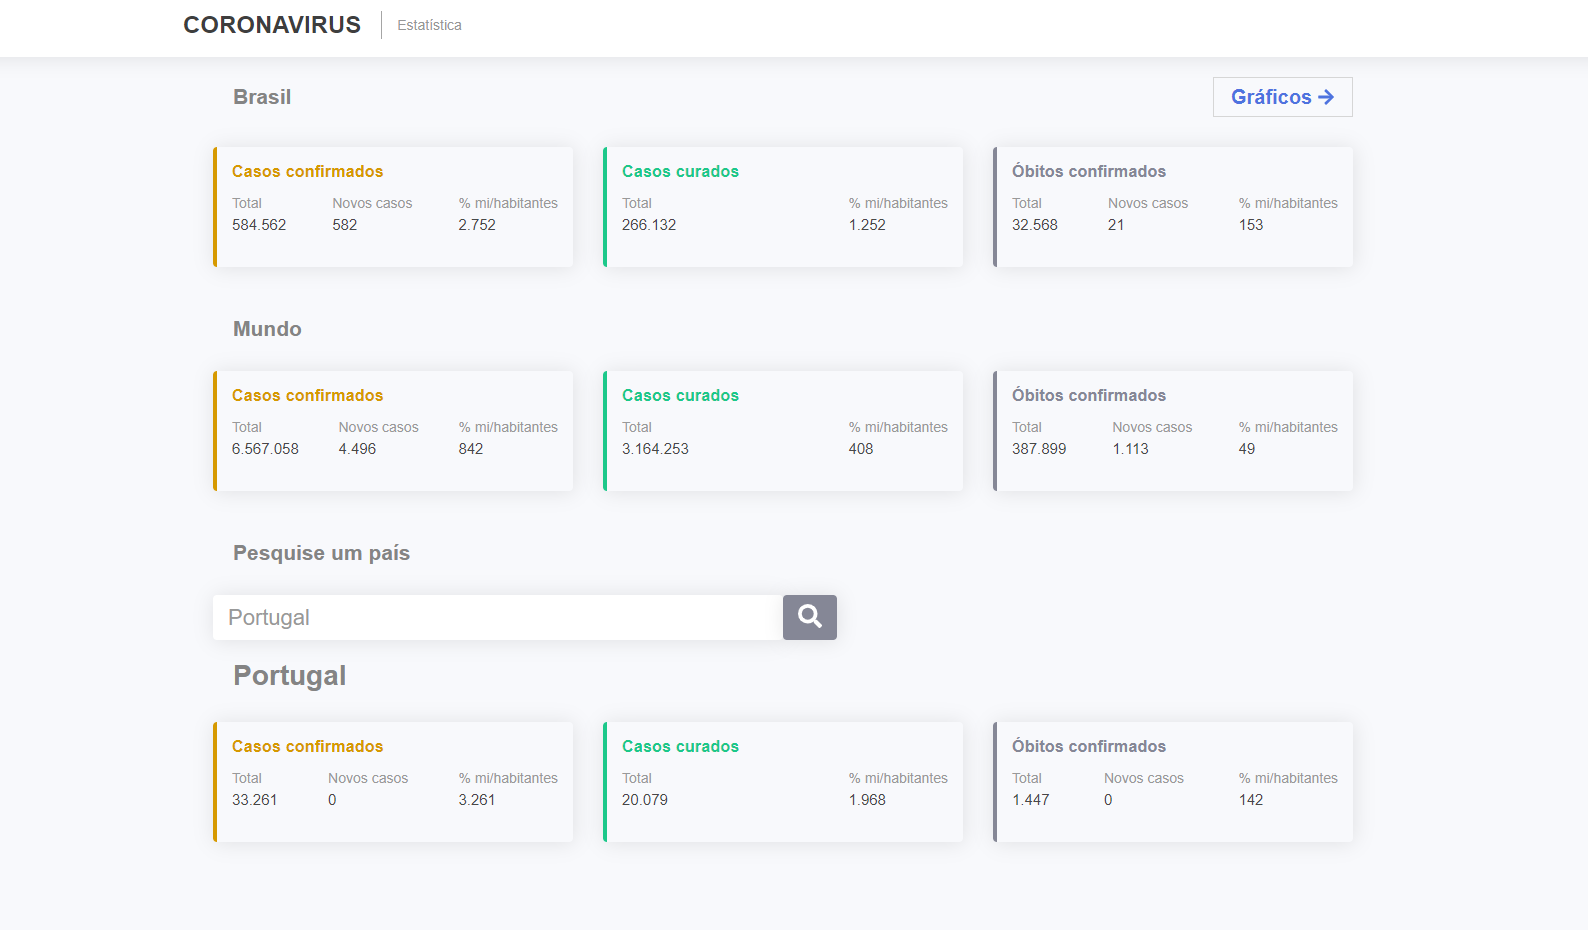 CORONAVIRUS Estatística
Brasil Gráficos
Casos confirmados
Total Novos casos % mi/habitantes
584.562 582 2.752
Casos curados
Total % mi/habitantes
266.132 1.252
Óbitos confirmados
Total Novos casos % mi/habitantes
32.568 21 153
Mundo
Casos confirmados
Total Novos casos % mi/habitantes
6.567.058 4.496 842
Casos curados
Total % mi/habitantes
3.164.253 408
Óbitos confirmados
Total Novos casos % mi/habitantes
387.899 1.113 49
Pesquise um país
Portugal
Portugal
Casos confirmados
Total Novos casos % mi/habitantes
33.261 0 3.261
Casos curados
Total % mi/habitantes
20.079 1.968
Óbitos confirmados
Total Novos casos % mi/habitantes
1.447 0 142